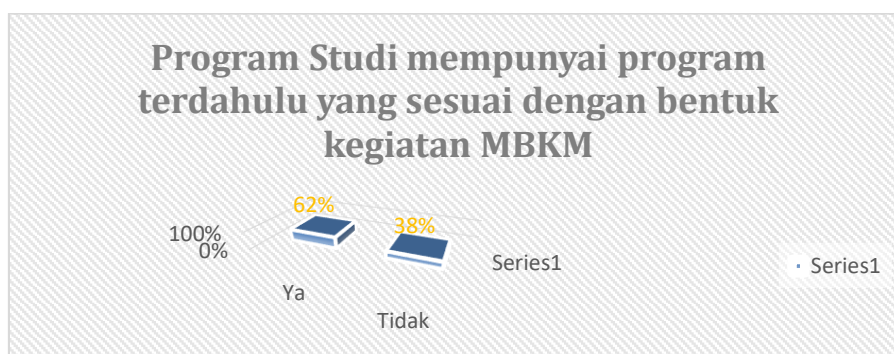 Program Studi mempunyai program
terdahulu yang sesuai dengan bentuk
kegiatan MBKM
62%
38%
100%
0%
Series1
Series1
Ya
Tidak